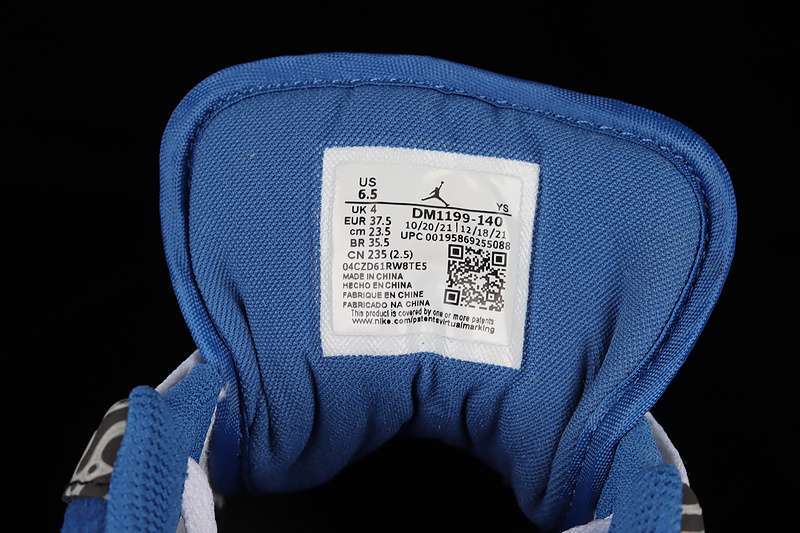 US
6.5
YS
UK 4
EUR 37.5
cm 23.5
BR 35.5
CN 235 (2.5)
DM1199-140
10/20/21 | 12/18/21
UPC 00195869255088
04CZD61RW8TE5
MADE IN CHINA
HECHO EN CHINA
FABRIQUE EN CHINE
FABRICADO NA CHINA
This product is covered by one or more patents
www.nike.com/patentsvirtualmarking